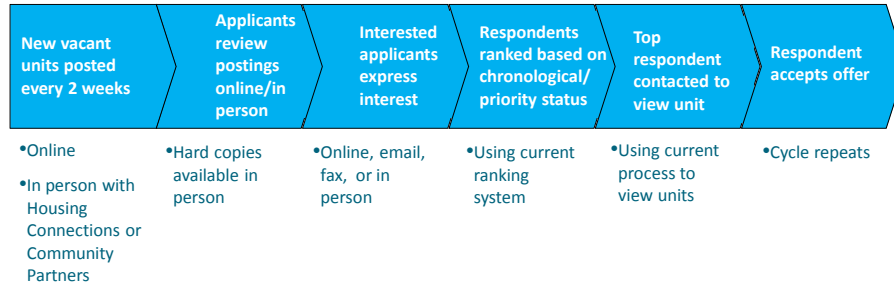 New vacant
units posted
every 2 weeks
Applicants
review
postings
online/in
person
Interested
applicants
express
interest
Respondents
ranked based on
chronological/
priority status
Top
respondent
contacted to
view unit
Respondent
accepts offer
•Online
•In person with
Housing
Connections or
Community
Partners
•Hard copies
available in
person
•Online, email,
fax, or in
person
•Using current
ranking
system
•Using current
process to
view units
•Cycle repeats